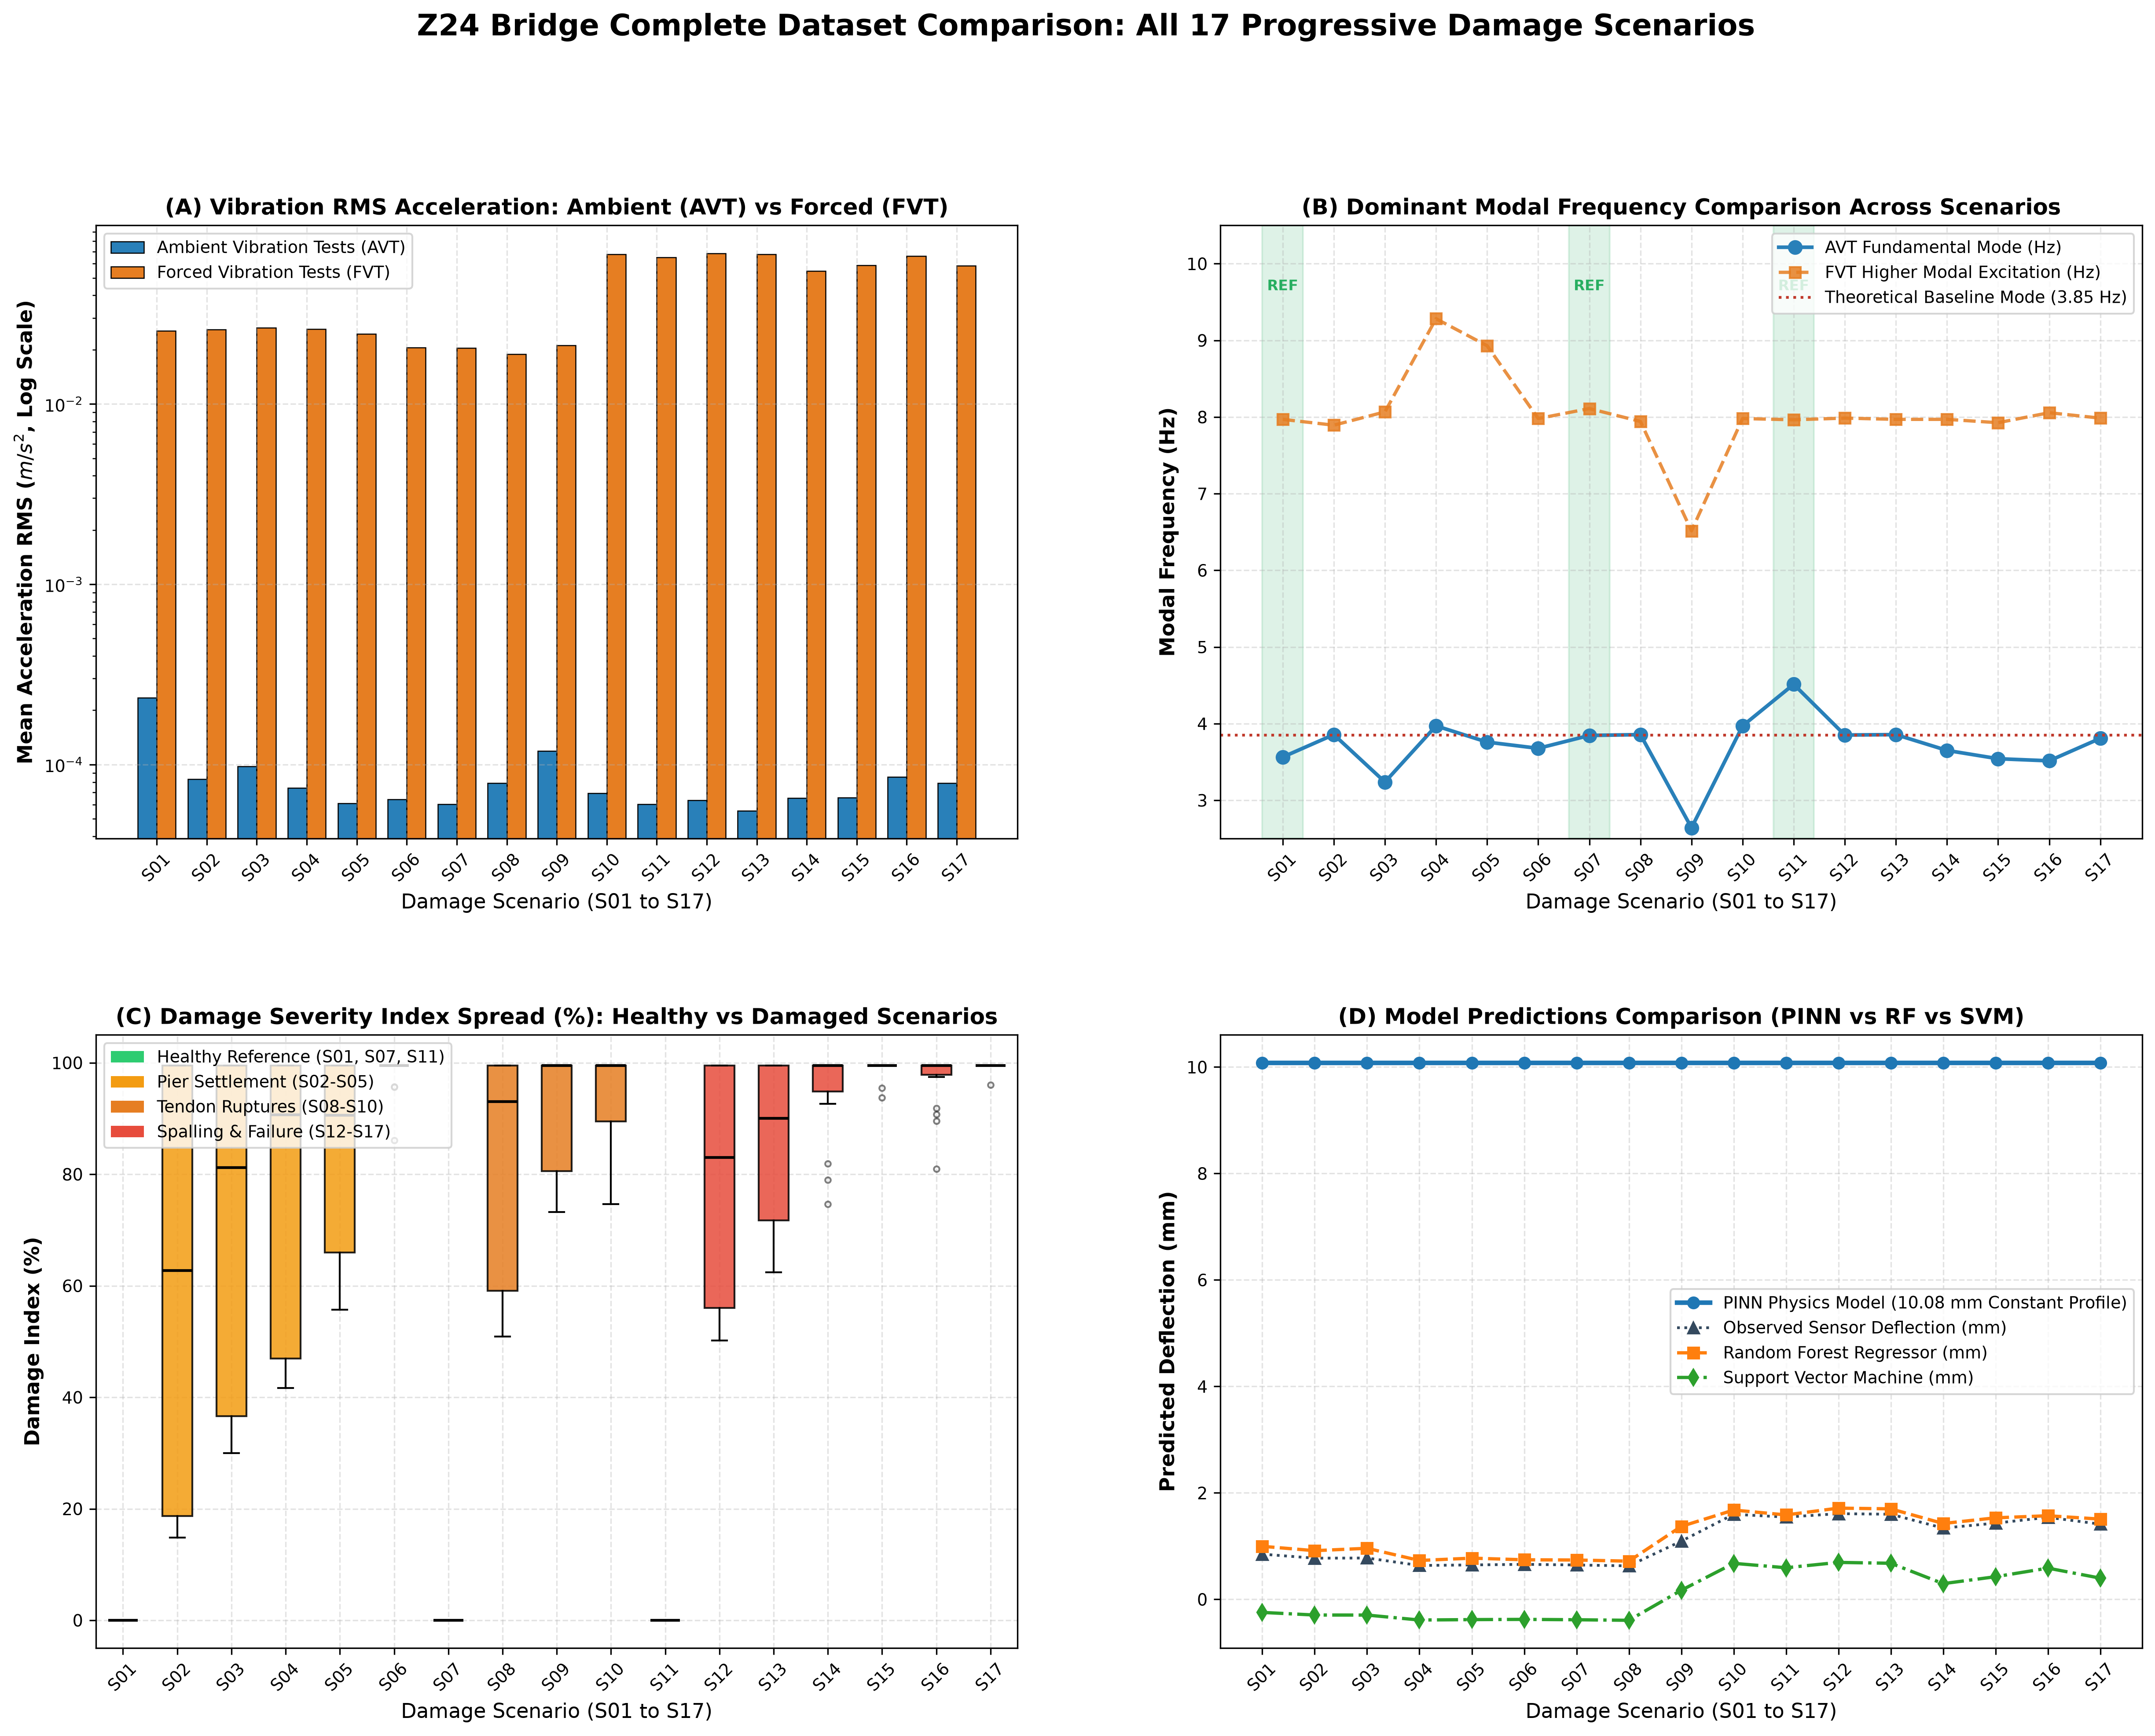 Z24 Bridge Complete Dataset Comparison: All 17 Progressive Damage Scenarios
(A) Vibration RMS Acceleration: Ambient (AVT) vs Forced (FVT)
Ambient Vibration Tests (AVT)
Forced Vibration Tests (FVT)
Mean Acceleration RMS (m/s², Log Scale)
10⁻²
10⁻³
10⁻⁴
S01 S02 S03 S04 S05 S06 S07 S08 S09 S10 S11 S12 S13 S14 S15 S16 S17
Damage Scenario (S01 to S17)
(B) Dominant Modal Frequency Comparison Across Scenarios
AVT Fundamental Mode (Hz)
FVT Higher Modal Excitation (Hz)
Theoretical Baseline Mode (3.85 Hz)
REF
REF
REF
Modal Frequency (Hz)
10
9
8
7
6
5
4
3
S01 S02 S03 S04 S05 S06 S07 S08 S09 S10 S11 S12 S13 S14 S15 S16 S17
Damage Scenario (S01 to S17)
(C) Damage Severity Index Spread (%): Healthy vs Damaged Scenarios
Healthy Reference (S01, S07, S11)
Pier Settlement (S02-S05)
Tendon Ruptures (S08-S10)
Spalling & Failure (S12-S17)
Damage Index (%)
100
80
60
40
20
0
S01 S02 S03 S04 S05 S06 S07 S08 S09 S10 S11 S12 S13 S14 S15 S16 S17
Damage Scenario (S01 to S17)
(D) Model Predictions Comparison (PINN vs RF vs SVM)
PINN Physics Model (10.08 mm Constant Profile)
Observed Sensor Deflection (mm)
Random Forest Regressor (mm)
Support Vector Machine (mm)
Predicted Deflection (mm)
10
8
6
4
2
0
S01 S02 S03 S04 S05 S06 S07 S08 S09 S10 S11 S12 S13 S14 S15 S16 S17
Damage Scenario (S01 to S17)